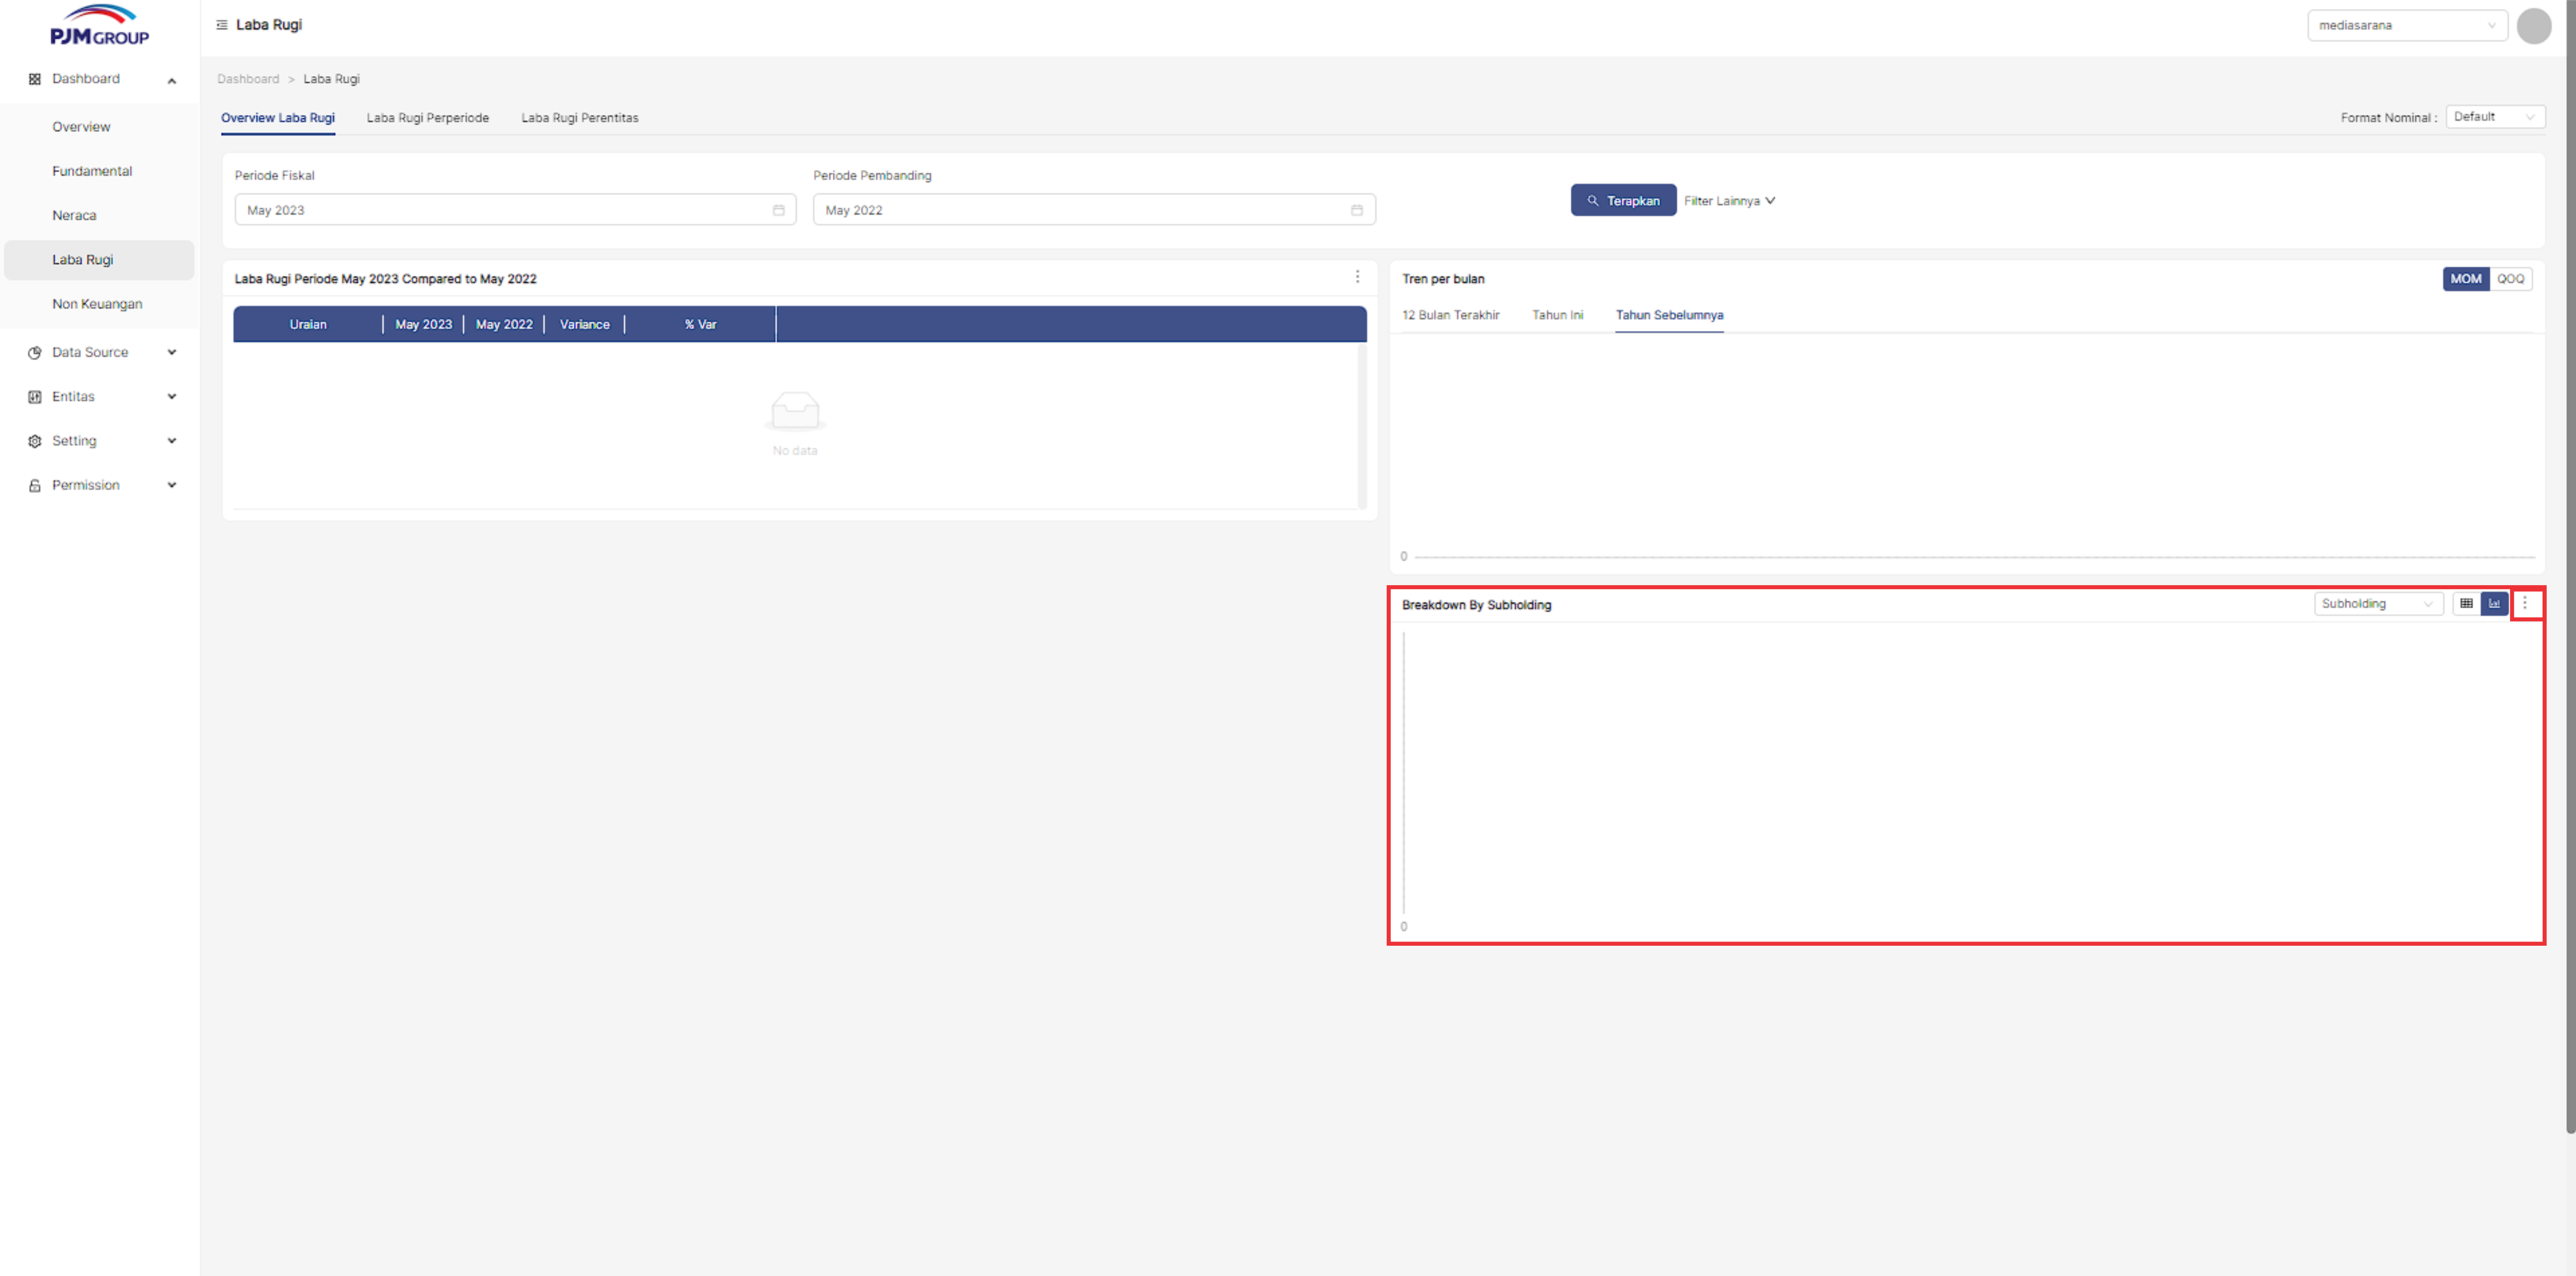 PJM GROUP
Laba Rugi
mediasarana
Dashboard
Overview
Fundamental
Neraca
Laba Rugi
Non Keuangan
Data Source
Entitas
Setting
Permission
Dashboard > Laba Rugi
Overview Laba Rugi Laba Rugi Perperiode Laba Rugi Perentitas
Format Nominal : Default
Periode Fiskal
May 2023
Periode Pembanding
May 2022
Terapkan
Filter Lainnya
Laba Rugi Periode May 2023 Compared to May 2022
Uraian May 2023 May 2022 Variance % Var
No data
Tren per bulan
MOM QOQ
12 Bulan Terakhir Tahun Ini Tahun Sebelumnya
0
Breakdown By Subholding
Subholding
0